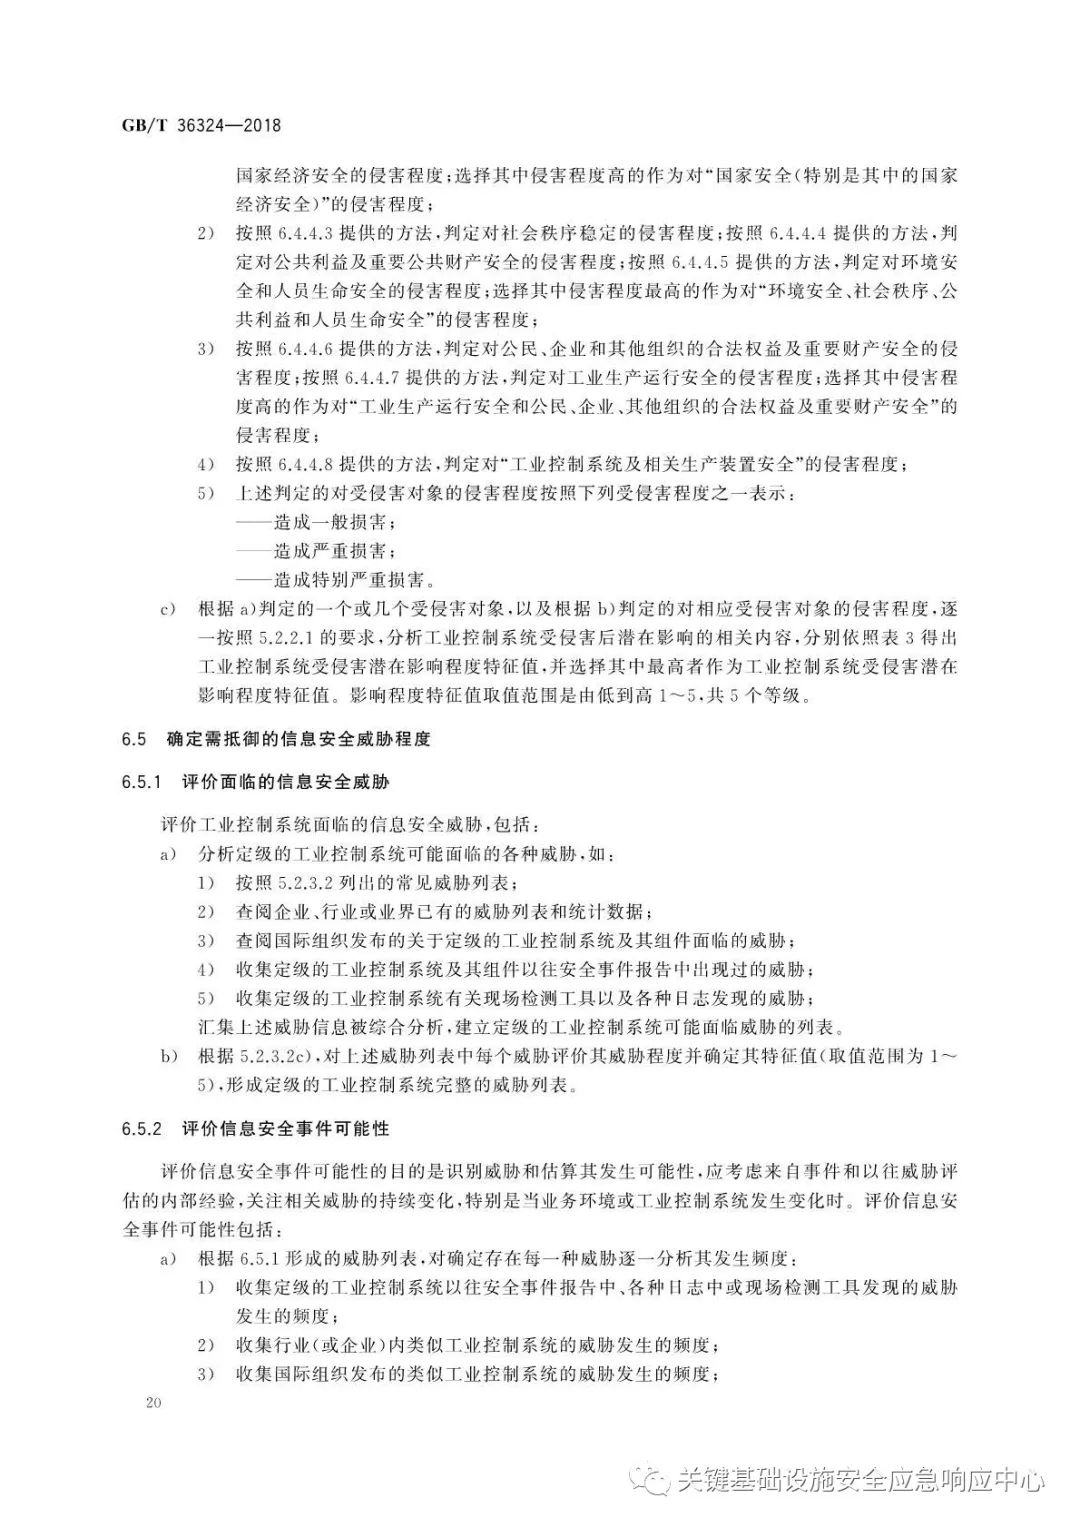 GB/T 36324—2018
国家经济安全的侵害程度;选择其中侵害程度高的作为对“国家安全(特别是其中的国家
经济安全)”的侵害程度;
2) 按照 6.4.4.3 提供的方法,判定对社会秩序稳定的侵害程度;按照 6.4.4.4 提供的方法,判
定对公共利益及重要公共财产安全的侵害程度;按照 6.4.4.5 提供的方法,判定对环境安
全和人员生命安全的侵害程度;选择其中侵害程度最高的作为对“环境安全、社会秩序、公
共利益和人员生命安全”的侵害程度;
3) 按照 6.4.4.6 提供的方法,判定对公民、企业和其他组织的合法权益及重要财产安全的侵
害程度;按照 6.4.4.7 提供的方法,判定对工业生产运行安全的侵害程度;选择其中侵害程
度高的作为对“工业生产运行安全和公民、企业、其他组织的合法权益及重要财产安全”的
侵害程度;
4) 按照 6.4.4.8 提供的方法,判定对“工业控制系统及相关生产装置安全”的侵害程度;
5) 上述判定的对受侵害对象的侵害程度按照下列受侵害程度之一表示:
——造成一般损害;
——造成严重损害;
——造成特别严重损害。
c) 根据 a)判定的一个或几个受侵害对象,以及根据 b)判定的对相应受侵害对象的侵害程度,逐
一按照 5.2.2.1 的要求,分析工业控制系统受侵害后潜在影响的相关内容,分别依照表 3 得出
工业控制系统受侵害潜在影响程度特征值,并选择其中最高者作为工业控制系统受侵害潜在
影响程度特征值。影响程度特征值取值范围是由低到高 1～5,共 5 个等级。
6.5 确定需抵御的信息安全威胁程度
6.5.1 评价面临的信息安全威胁
评价工业控制系统面临的信息安全威胁,包括:
a) 分析定级的工业控制系统可能面临的各种威胁,如:
1) 按照 5.2.3.2 列出的常见威胁列表;
2) 查阅企业、行业或业界已有的威胁列表和统计数据;
3) 查阅国际组织发布的关于定级的工业控制系统及其组件面临的威胁;
4) 收集定级的工业控制系统及其组件以往安全事件报告中出现过的威胁;
5) 收集定级的工业控制系统有关现场检测工具以及各种日志发现的威胁;
汇集上述威胁信息被综合分析,建立定级的工业控制系统可能面临威胁的列表。
b) 根据 5.2.3.2c),对上述威胁列表中每个威胁评价其威胁程度并确定其特征值(取值范围为 1～
5),形成定级的工业控制系统完整的威胁列表。
6.5.2 评价信息安全事件可能性
评价信息安全事件可能性的目的是识别威胁和估算其发生可能性,应考虑来自事件和以往威胁评
估的内部经验,关注相关威胁的持续变化,特别是当业务环境或工业控制系统发生变化时。评价信息安
全事件可能性包括:
a) 根据 6.5.1 形成的威胁列表,对确定存在每一种威胁逐一分析其发生频度:
1) 收集定级的工业控制系统以往安全事件报告中、各种日志中或现场检测工具发现的威胁
发生的频度;
2) 收集行业(或企业)内类似工业控制系统的威胁发生的频度;
3) 收集国际组织发布的类似工业控制系统的威胁发生的频度;
20
关键基础设施安全应急响应中心